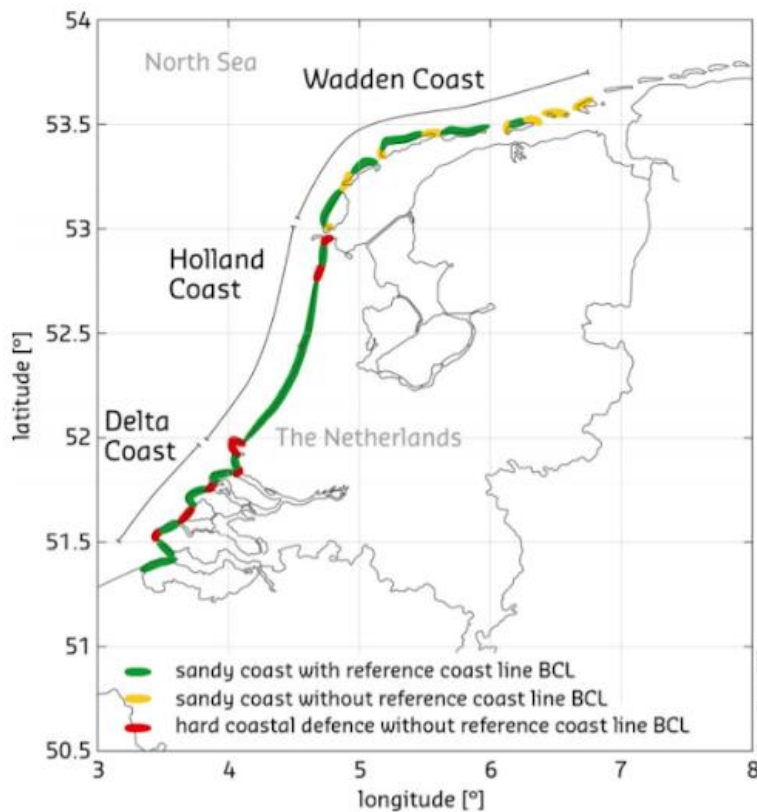 54
53.5
53
52.5
52
51.5
51
50.5
latitude [°]
North Sea
Wadden Coast
Holland
Coast
Delta
Coast
The Netherlands
sandy coast with reference coast line BCL
sandy coast without reference coast line BCL
hard coastal defence without reference coast line BCL
3 4 5 6 7 8
longitude [°]